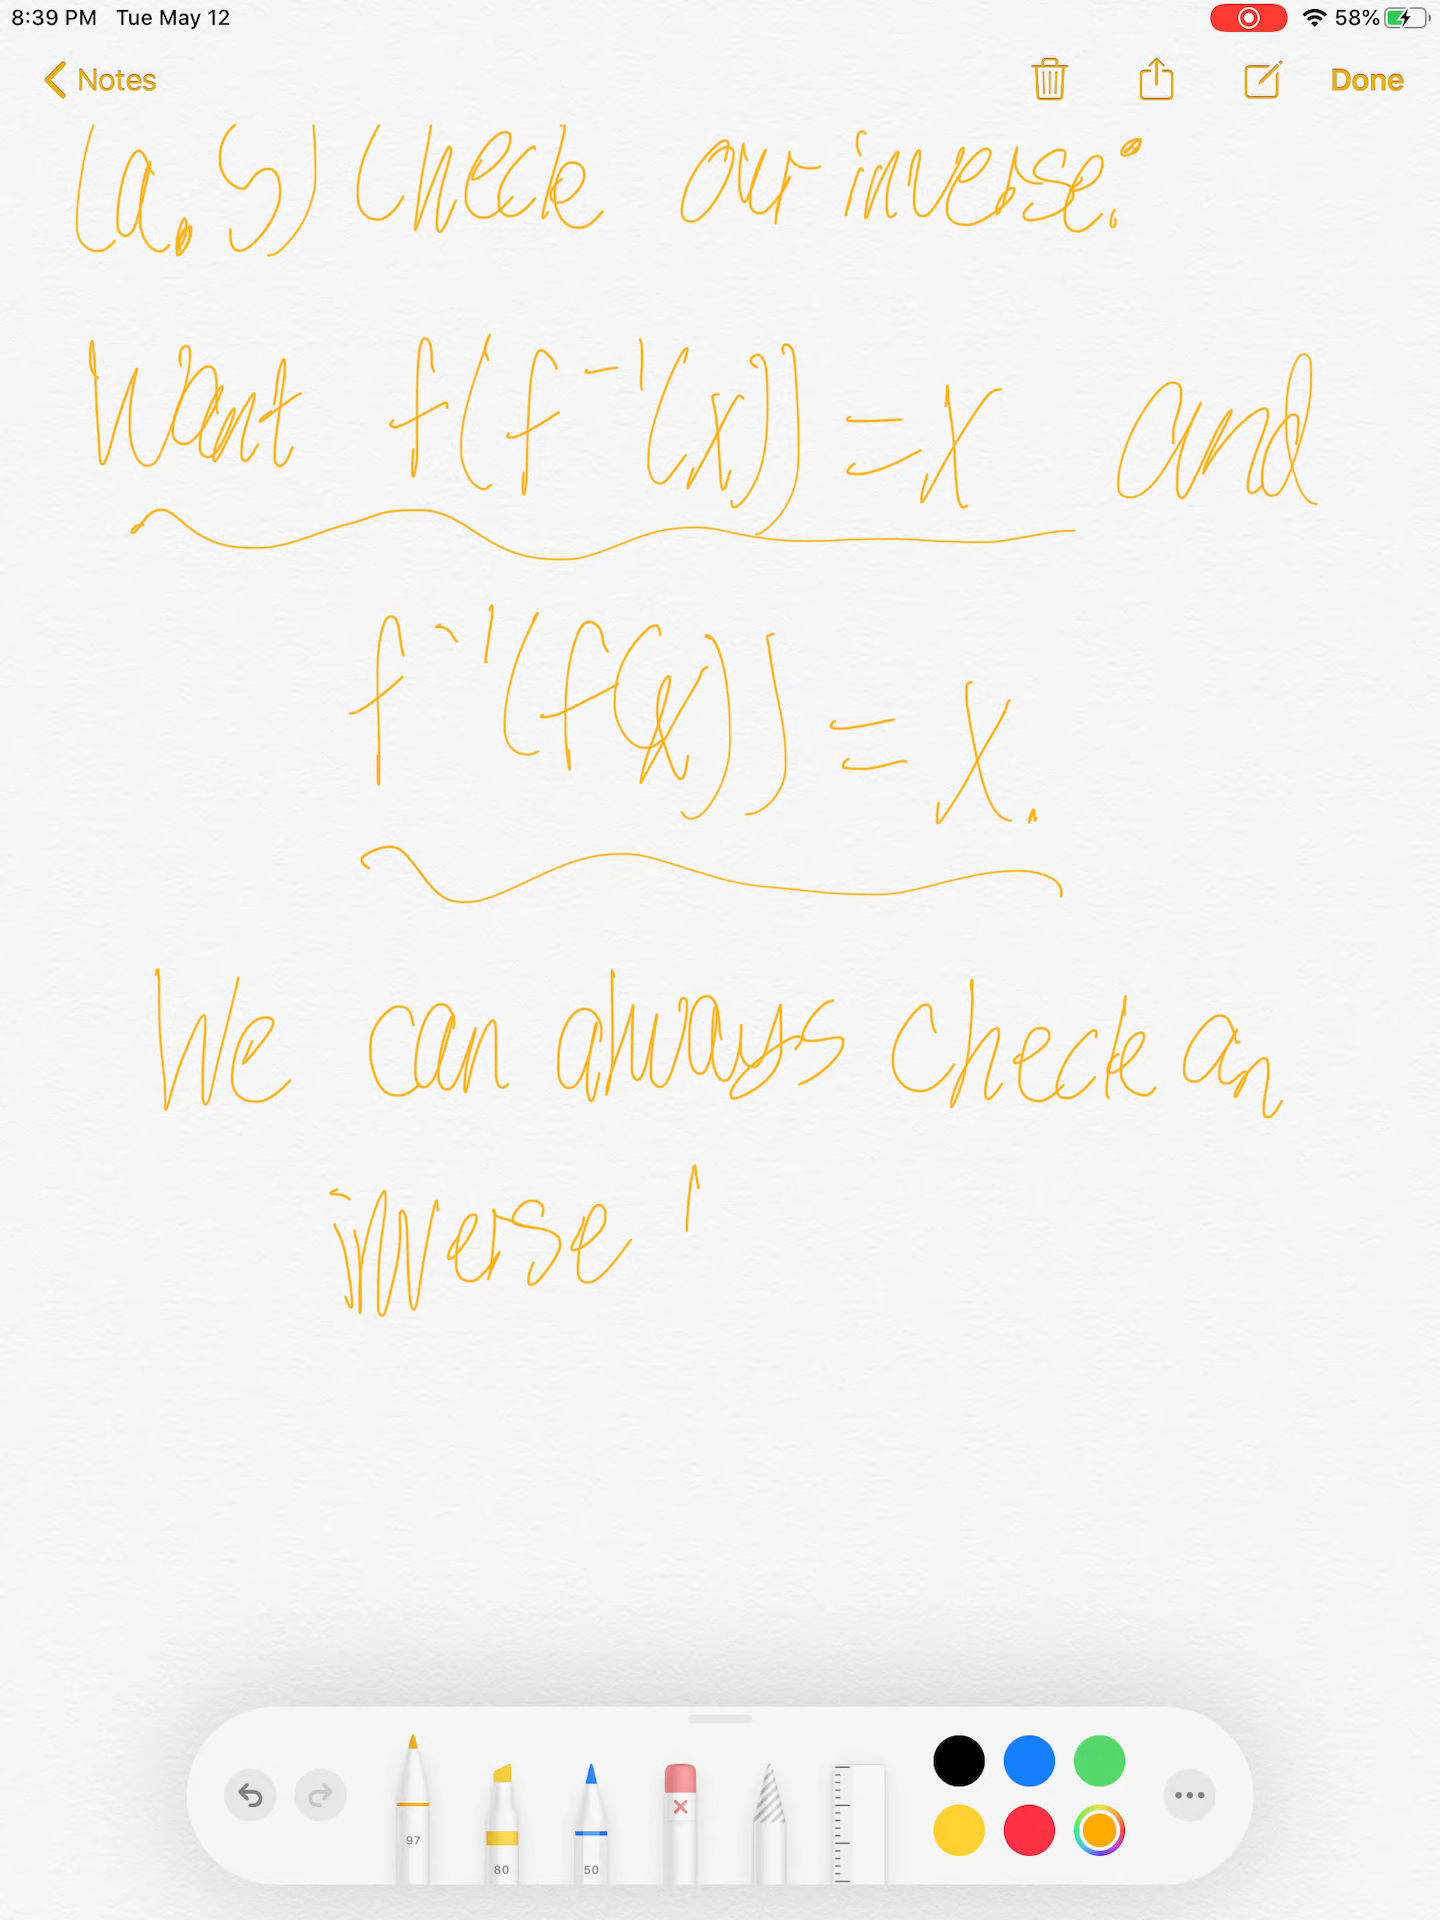 8:39 PM Tue May 12 58%
Notes Done
(a.5) Check our inverse:
Want f(f⁻¹(x)) = x and
f⁻¹(f(x)) = x.
We can always check an
inverse
97 80 50